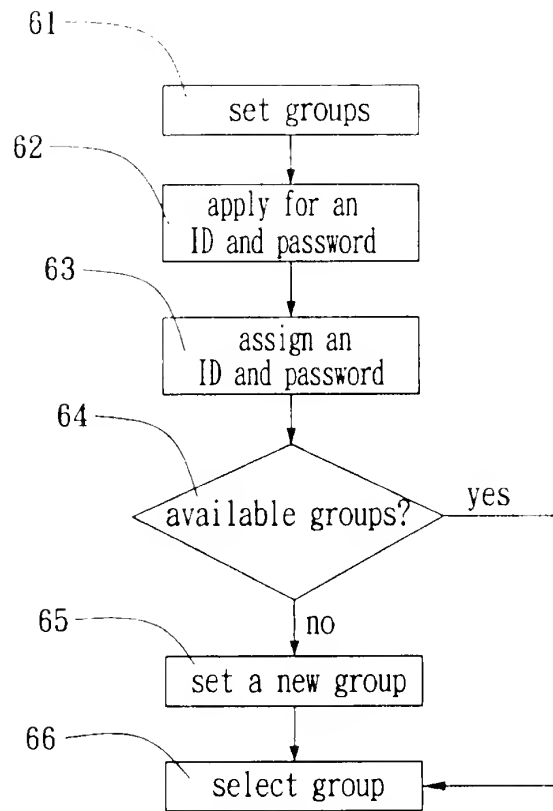 61
set groups
62
apply for an
ID and password
63
assign an
ID and password
64
available groups?
yes
no
65
set a new group
66
select group